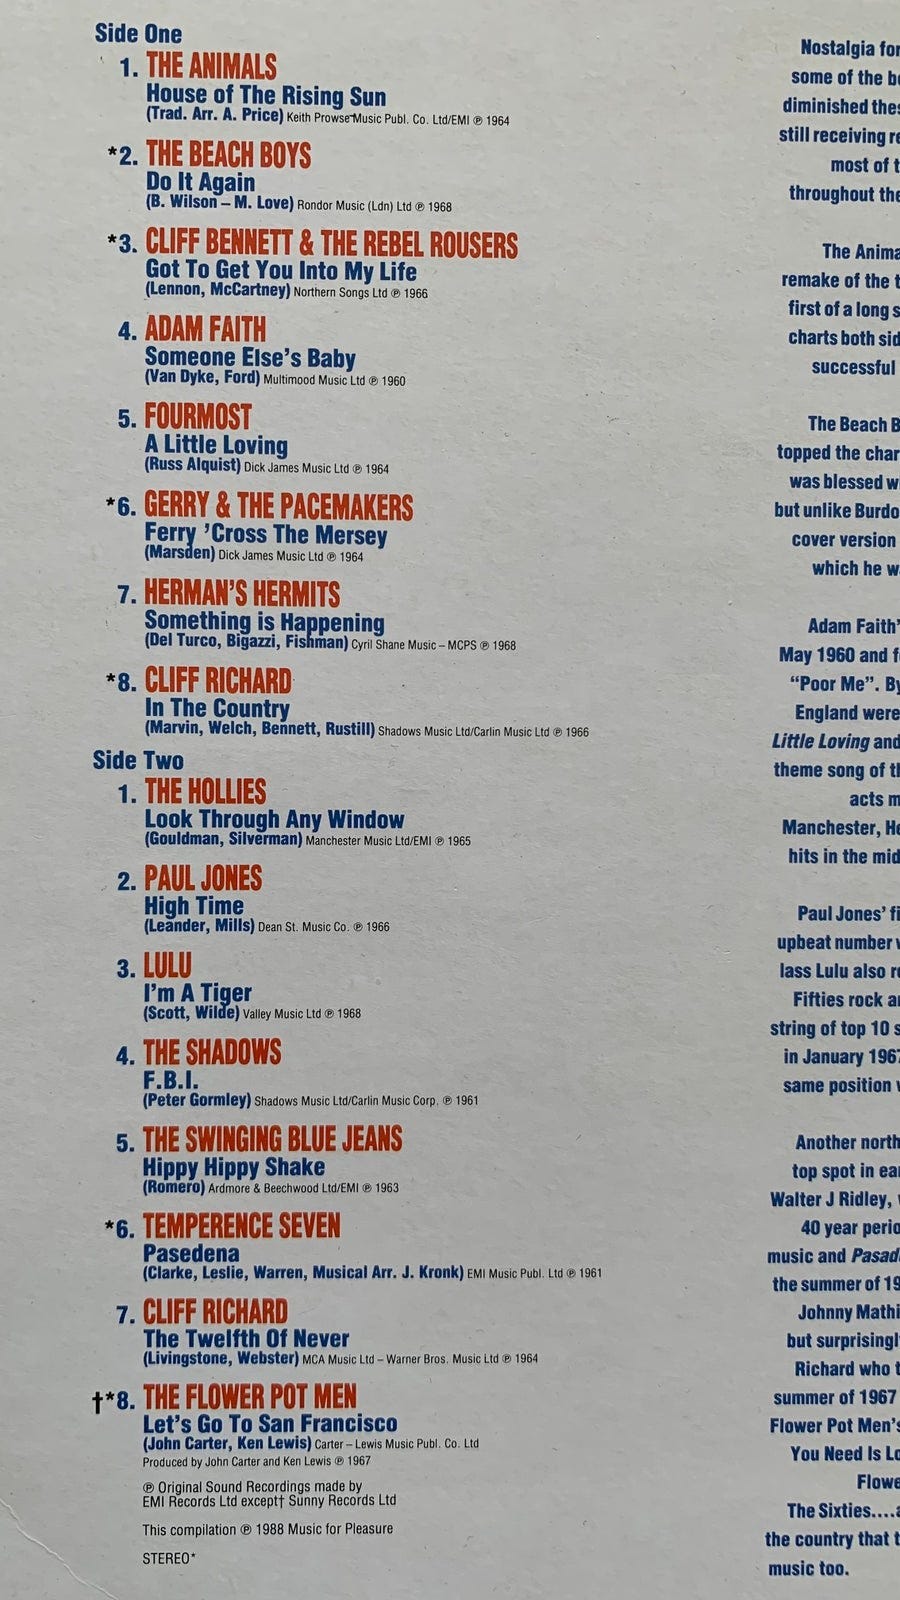 Side One
1. THE ANIMALS
House of The Rising Sun
(Trad. Arr. A. Price) Keith Prowse Music Publ. Co. Ltd/EMI ℗ 1964
*2. THE BEACH BOYS
Do It Again
(B. Wilson – M. Love) Rondor Music (Ldn) Ltd ℗ 1968
*3. CLIFF BENNETT & THE REBEL ROUSERS
Got To Get You Into My Life
(Lennon, McCartney) Northern Songs Ltd ℗ 1966
4. ADAM FAITH
Someone Else's Baby
(Van Dyke, Ford) Multimood Music Ltd ℗ 1960
5. FOURMOST
A Little Loving
(Russ Alquist) Dick James Music Ltd ℗ 1964
*6. GERRY & THE PACEMAKERS
Ferry 'Cross The Mersey
(Marsden) Dick James Music Ltd ℗ 1964
7. HERMAN'S HERMITS
Something is Happening
(Del Turco, Bigazzi, Fishman) Cyril Shane Music – MCPS ℗ 1968
*8. CLIFF RICHARD
In The Country
(Marvin, Welch, Bennett, Rustill) Shadows Music Ltd/Carlin Music Ltd ℗ 1966
Side Two
1. THE HOLLIES
Look Through Any Window
(Gouldman, Silverman) Manchester Music Ltd/EMI ℗ 1965
2. PAUL JONES
High Time
(Leander, Mills) Dean St. Music Co. ℗ 1966
3. LULU
I'm A Tiger
(Scott, Wilde) Valley Music Ltd ℗ 1968
4. THE SHADOWS
F.B.I.
(Peter Gormley) Shadows Music Ltd/Carlin Music Corp. ℗ 1961
5. THE SWINGING BLUE JEANS
Hippy Hippy Shake
(Romero) Ardmore & Beechwood Ltd/EMI ℗ 1963
*6. TEMPERENCE SEVEN
Pasedena
(Clarke, Leslie, Warren, Musical Arr. J. Kronk) EMI Music Publ. Ltd ℗ 1961
7. CLIFF RICHARD
The Twelfth Of Never
(Livingstone, Webster) MCA Music Ltd – Warner Bros. Music Ltd ℗ 1964
†*8. THE FLOWER POT MEN
Let's Go To San Francisco
(John Carter, Ken Lewis) Carter – Lewis Music Publ. Co. Ltd
Produced by John Carter and Ken Lewis ℗ 1967
℗ Original Sound Recordings made by
EMI Records Ltd except† Sunny Records Ltd
This compilation ℗ 1988 Music for Pleasure
STEREO*
Nostalgia for
some of the
diminished
still receiving
most of
throughout
The
remake of the
first of a long
charts both
successful
The Beach
topped the
was blessed
but unlike
cover version
which he
Adam Faith'
May 1960 and
"Poor Me".
England were
Little Loving and
theme song of
acts
Manchester,
hits in the
Paul Jones'
upbeat number
lass Lulu also
Fifties rock
string of top 10
in January
same position
Another
top spot in
Walter J Ridley,
40 year
music and
the summer of
Johnny
but
Richard who
summer of 1967
Flower Pot Men's
You Need Is
The Sixties....
the country that
music too.